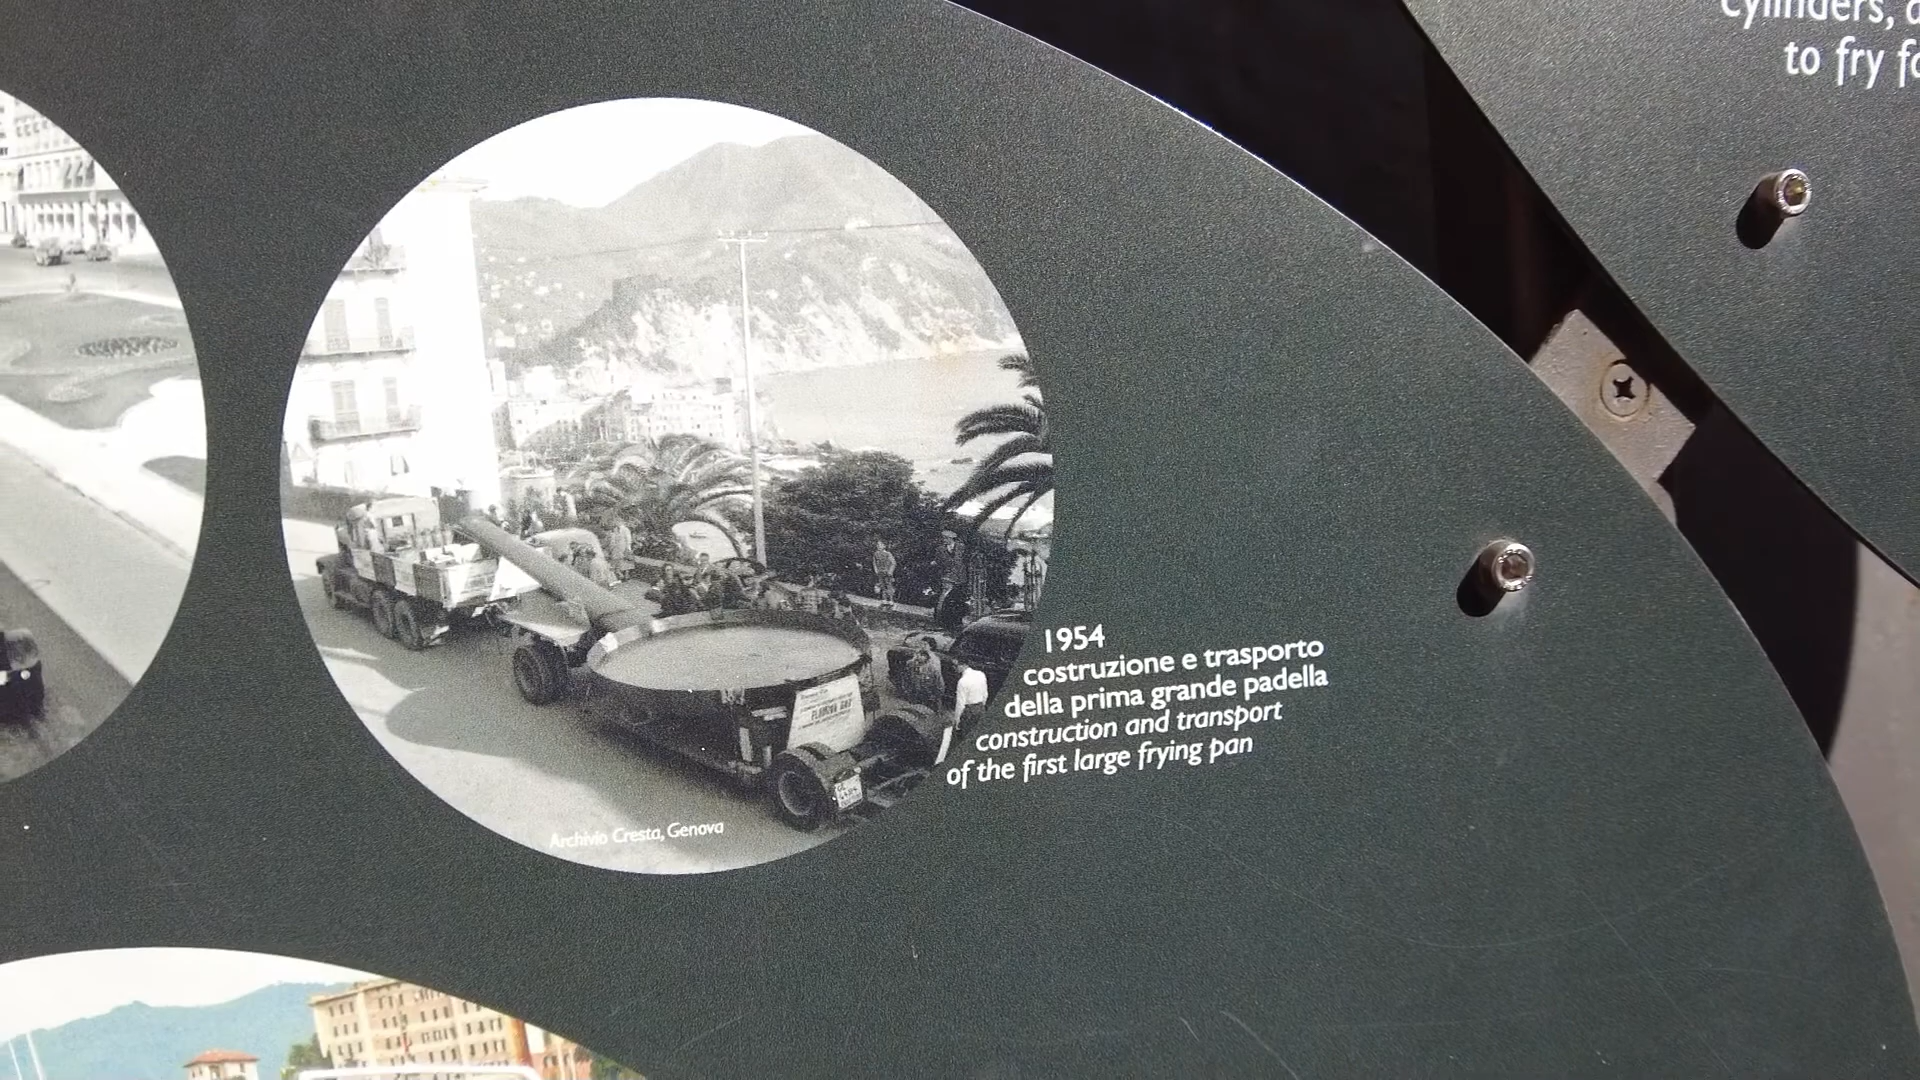 Cylinders,
to fry
1954
costruzione e trasporto
della prima grande padella
construction and transport
of the first large frying pan
Archivio Cresta, Genova